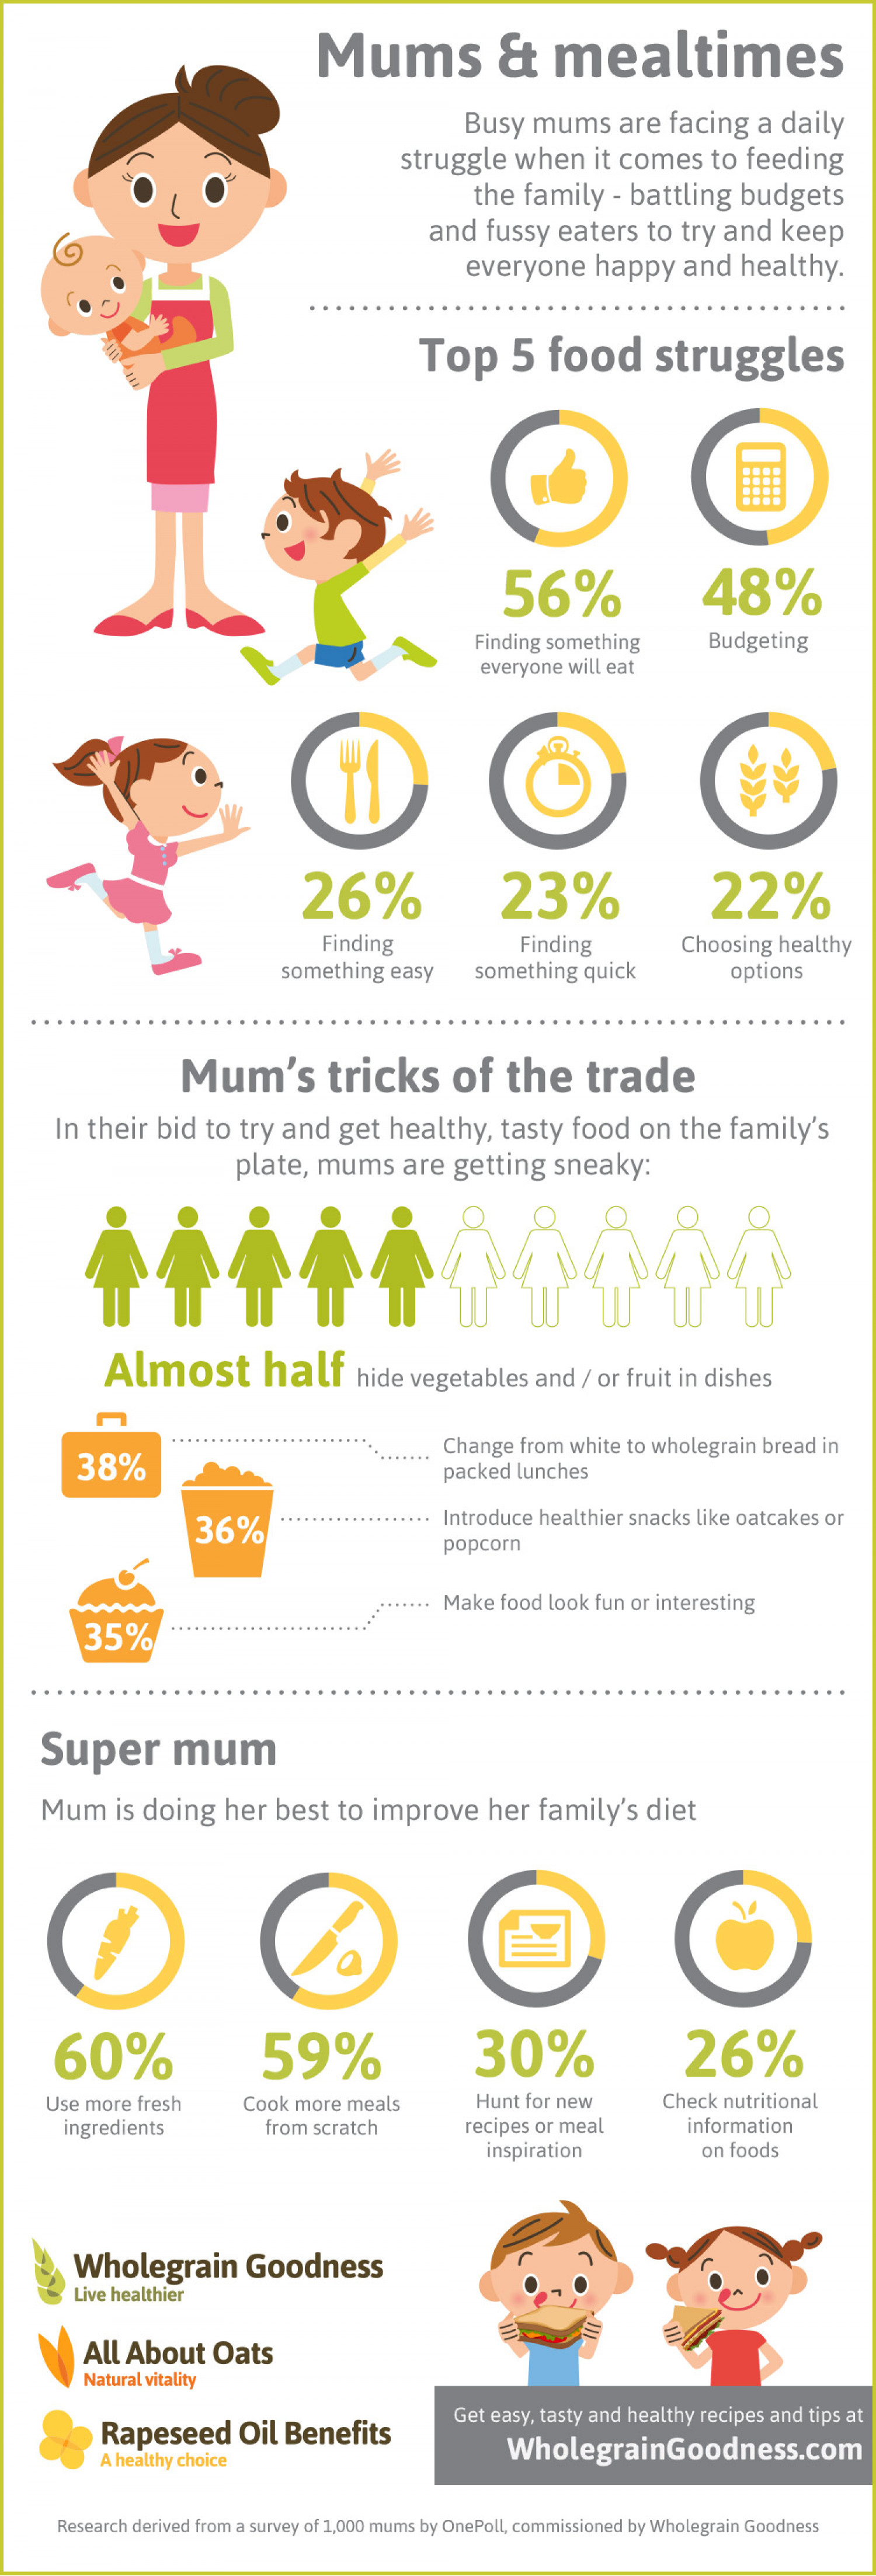 Mums & mealtimes
Busy mums are facing a daily
struggle when it comes to feeding
the family - battling budgets
and fussy eaters to try and keep
everyone happy and healthy.
Top 5 food struggles
56%
Finding something
everyone will eat
48%
Budgeting
26%
Finding
something easy
23%
Finding
something quick
22%
Choosing healthy
options
Mum's tricks of the trade
In their bid to try and get healthy, tasty food on the family's
plate, mums are getting sneaky:
Almost half hide vegetables and / or fruit in dishes
38%
Change from white to wholegrain bread in
packed lunches
36%
Introduce healthier snacks like oatcakes or
popcorn
35%
Make food look fun or interesting
Super mum
Mum is doing her best to improve her family's diet
60%
Use more fresh
ingredients
59%
Cook more meals
from scratch
30%
Hunt for new
recipes or meal
inspiration
26%
Check nutritional
information
on foods
Wholegrain Goodness
Live healthier
All About Oats
Natural vitality
Rapeseed Oil Benefits
A healthy choice
Get easy, tasty and healthy recipes and tips at
WholegrainGoodness.com
Research derived from a survey of 1,000 mums by OnePoll, commissioned by Wholegrain Goodness